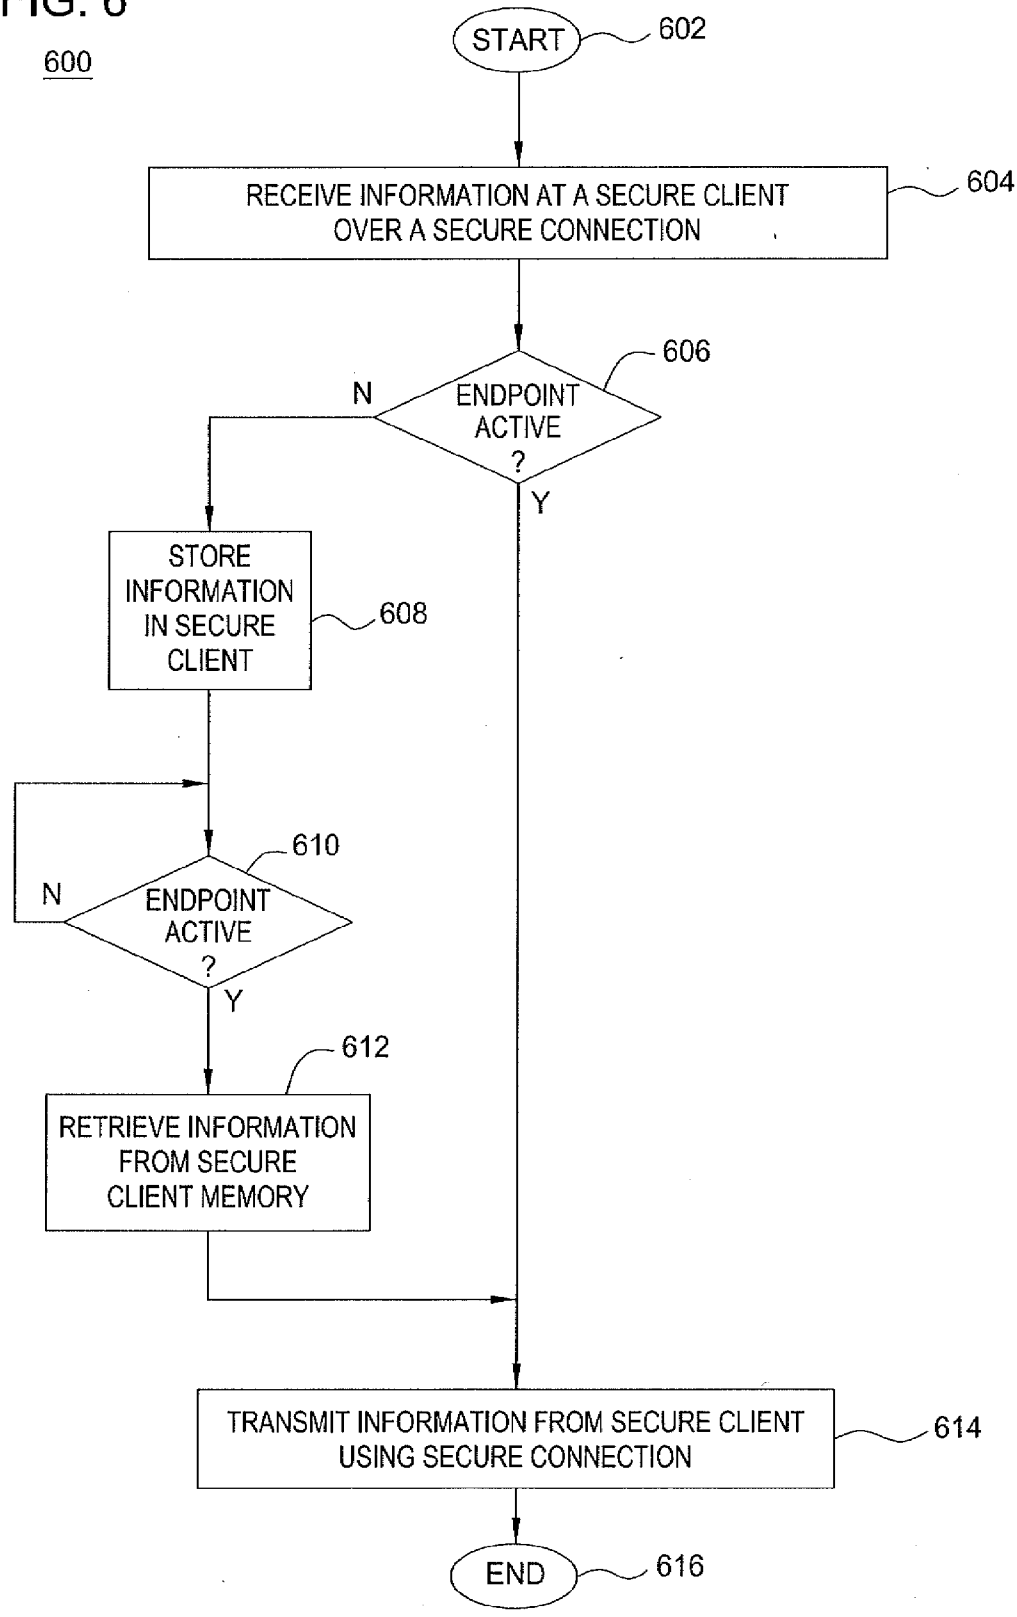 FIG. 6
600
START
602
RECEIVE INFORMATION AT A SECURE CLIENT
OVER A SECURE CONNECTION
604
606
ENDPOINT
ACTIVE
?
N
Y
STORE
INFORMATION
IN SECURE
CLIENT
608
610
ENDPOINT
ACTIVE
?
N
Y
612
RETRIEVE INFORMATION
FROM SECURE
CLIENT MEMORY
TRANSMIT INFORMATION FROM SECURE CLIENT
USING SECURE CONNECTION
614
END
616